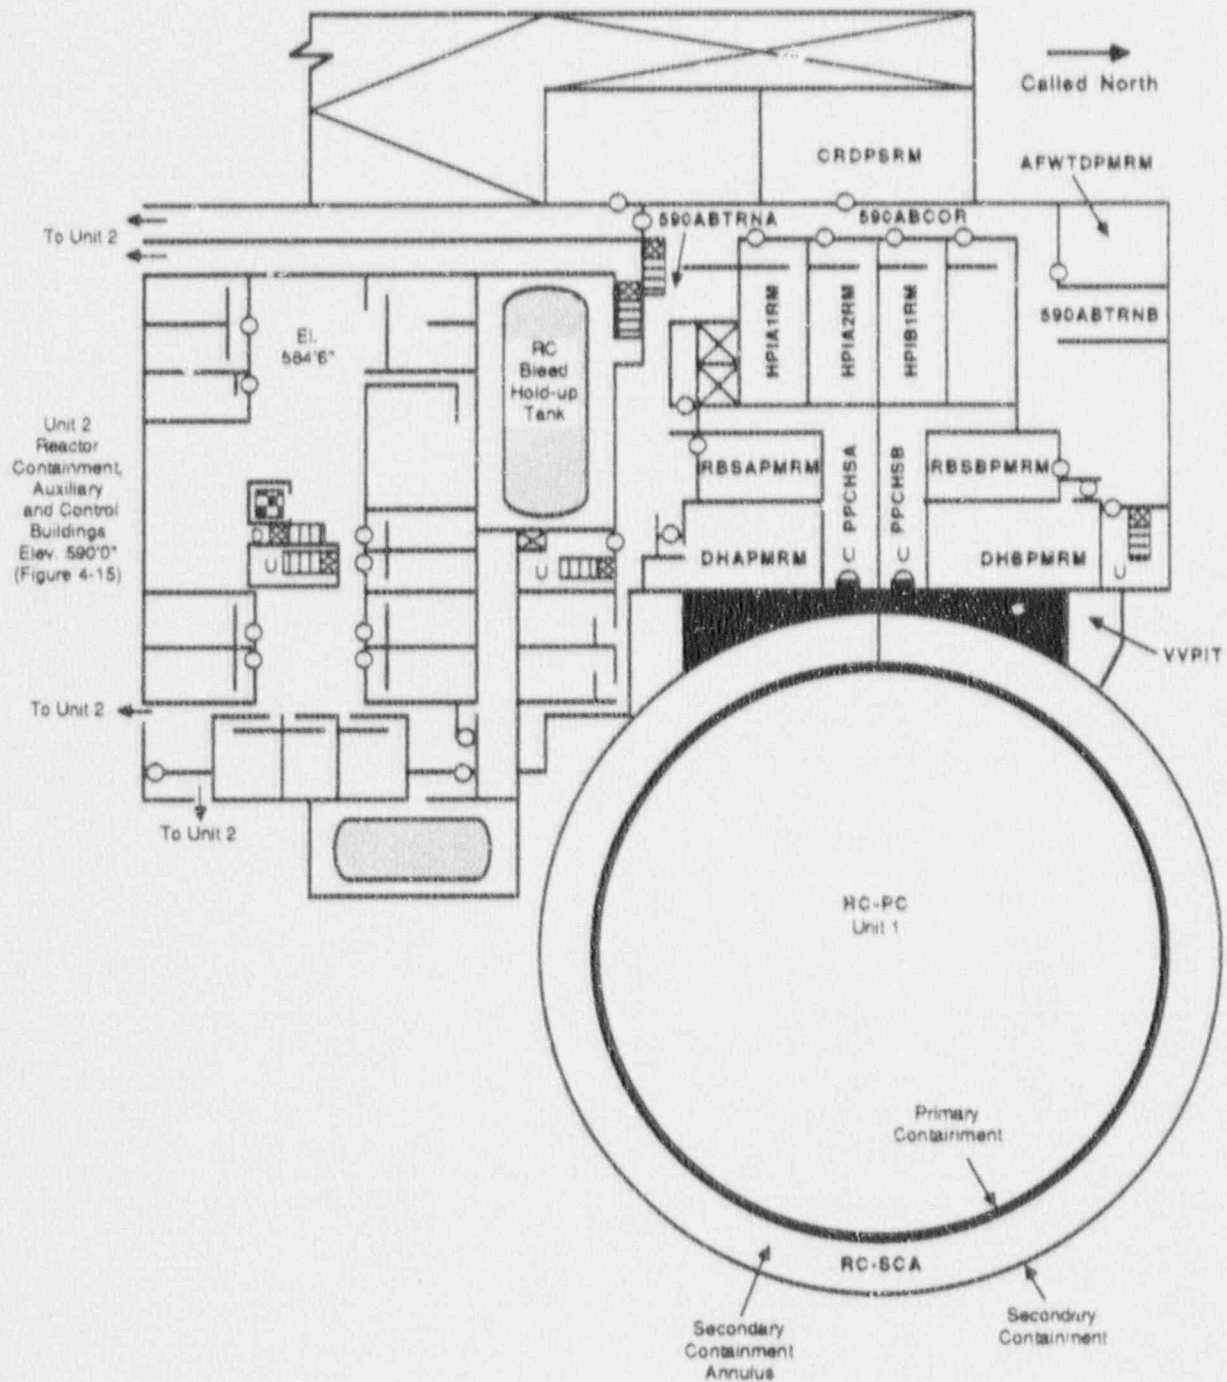 Called North
CRDPSRM
AFWTDPMRM
590ABTRNA
590ABCOR
To Unit 2
El.
584'6"
RC
Bleed
Hold-up
Tank
HPIA1RM
HPIA2RM
HPIB1RM
590ABTRNB
Unit 2
Reactor
Containment,
Auxiliary
and Control
Buildings
Elev. 590'0"
(Figure 4-15)
RBSAPMRM
PPCHSA
PPCHSB
RBSBPMRM
U
U
DHAPMRM
U
U
DHBPMRM
U
VVPIT
To Unit 2
To Unit 2
RC-PC
Unit 1
Primary
Containment
RC-SCA
Secondary
Containment
Annulus
Secondary
Containment